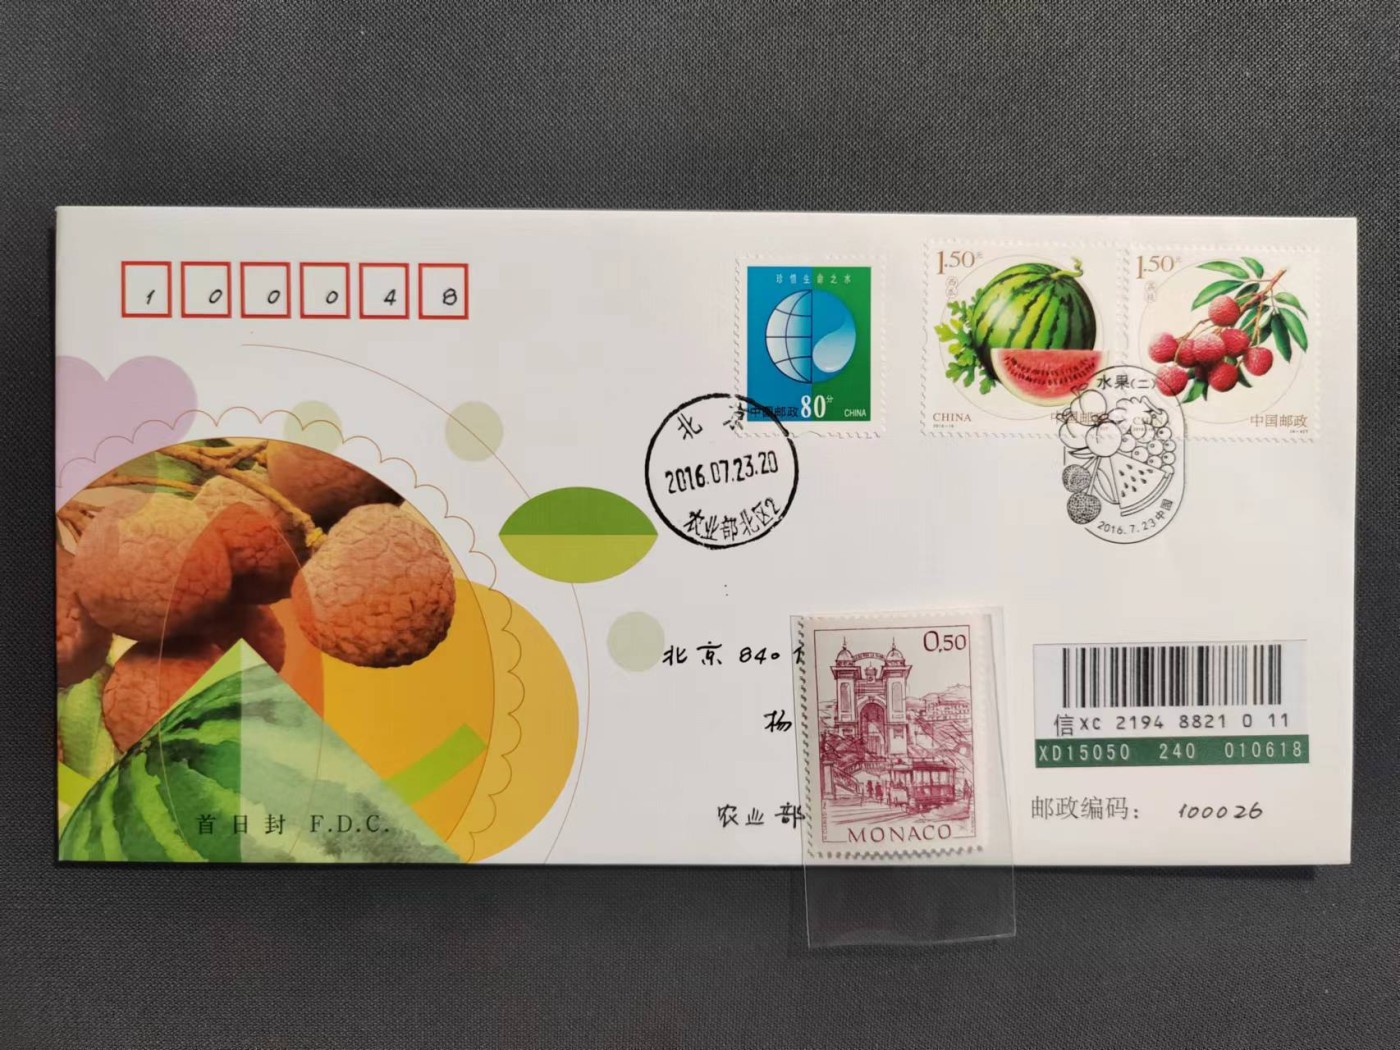 1 0 0 0 4 8
珍惜生命之水
中国邮政 80分 CHINA
1.50元
CHINA
中国邮政
1.50元
中国邮政
水果(二)
2016.7.23中国
北京
2016.07.23.20
农业部北区2
北京 840
杨
农业部
0,50
MONACO
信XC 2194 8821 0 11
XD15050 240 010618
邮政编码: 100026
首日封 F.D.C.